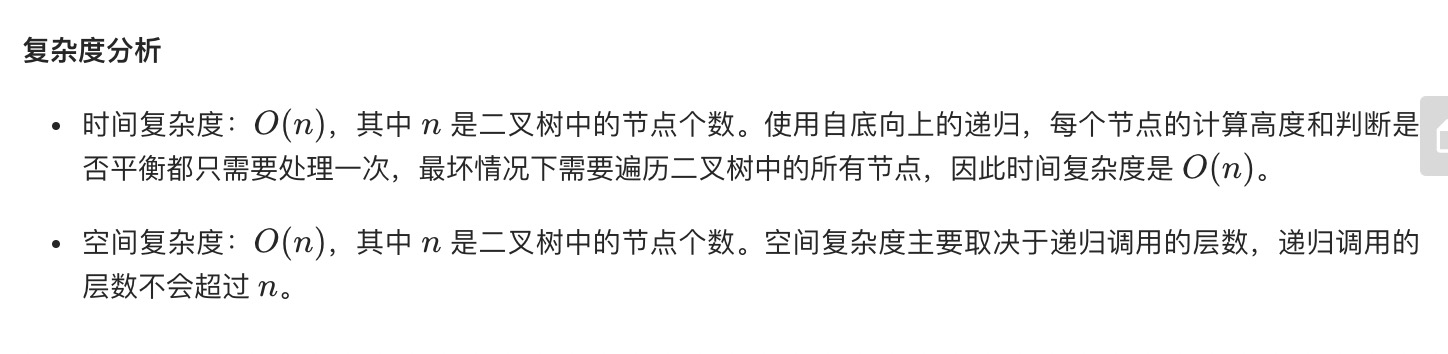 复杂度分析
• 时间复杂度：O(n)，其中 n 是二叉树中的节点个数。使用自底向上的递归，每个节点的计算高度和判断是
否平衡都只需要处理一次，最坏情况下需要遍历二叉树中的所有节点，因此时间复杂度是 O(n)。
• 空间复杂度：O(n)，其中 n 是二叉树中的节点个数。空间复杂度主要取决于递归调用的层数，递归调用的
层数不会超过 n。